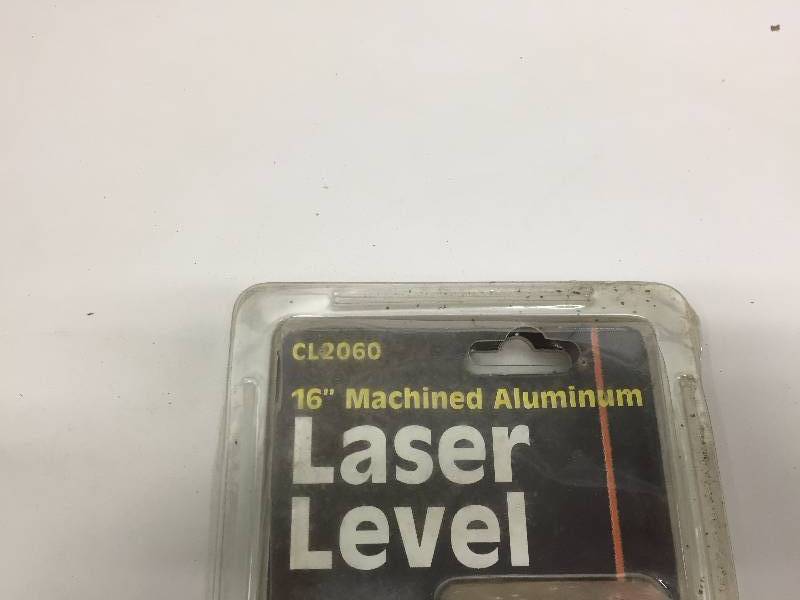 CL2060
16" Machined Aluminum
Laser
Level